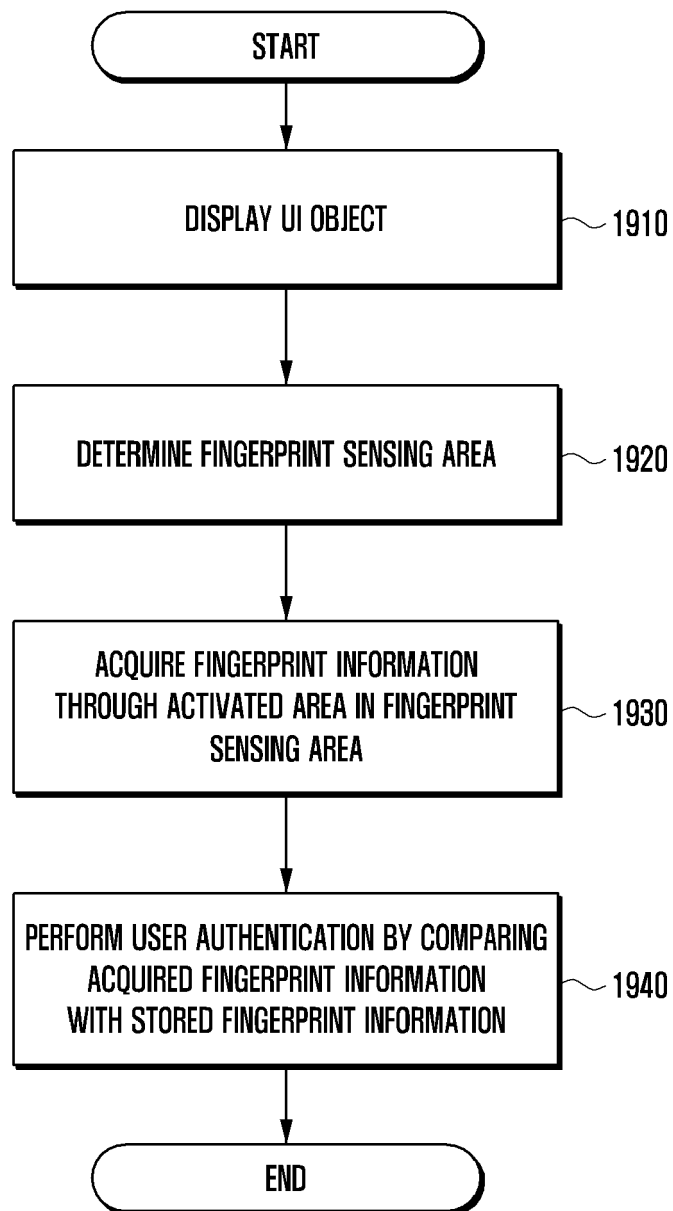 START
DISPLAY UI OBJECT
1910
DETERMINE FINGERPRINT SENSING AREA
1920
ACQUIRE FINGERPRINT INFORMATION
THROUGH ACTIVATED AREA IN FINGERPRINT
SENSING AREA
1930
PERFORM USER AUTHENTICATION BY COMPARING
ACQUIRED FINGERPRINT INFORMATION
WITH STORED FINGERPRINT INFORMATION
1940
END